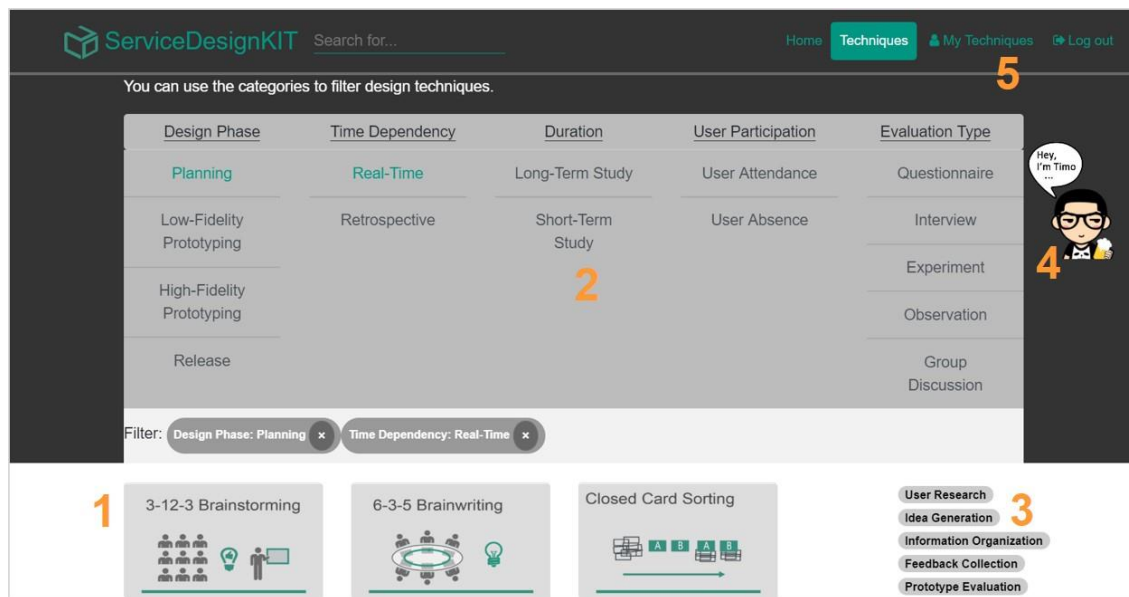 ServiceDesignKIT Search for... Home Techniques My Techniques Log out
5
You can use the categories to filter design techniques.
Design Phase Time Dependency Duration User Participation Evaluation Type
Planning Real-Time Long-Term Study User Attendance Questionnaire
Hey,
I'm Timo
...
Low-Fidelity
Prototyping
Retrospective
Short-Term
Study
User Absence
Interview
4
Experiment
2
High-Fidelity
Prototyping
Observation
Release
Group
Discussion
Filter: Design Phase: Planning × Time Dependency: Real-Time ×
1
3-12-3 Brainstorming
6-3-5 Brainwriting
Closed Card Sorting
A B A B
User Research
3
Idea Generation
Information Organization
Feedback Collection
Prototype Evaluation